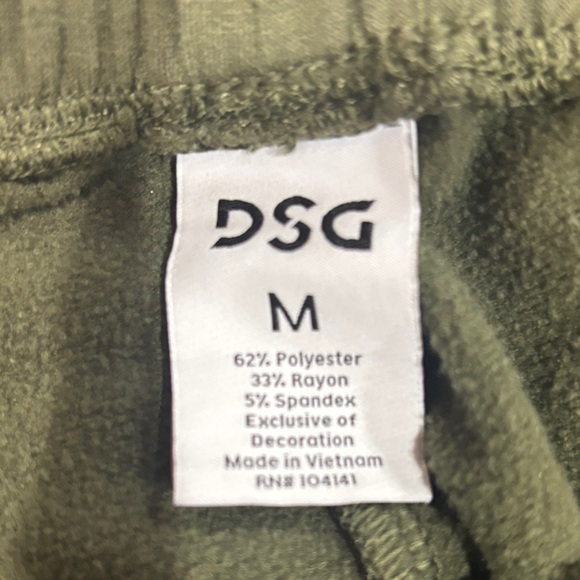 DSG
M
62% Polyester
33% Rayon
5% Spandex
Exclusive of
Decoration
Made in Vietnam
RN# 104141